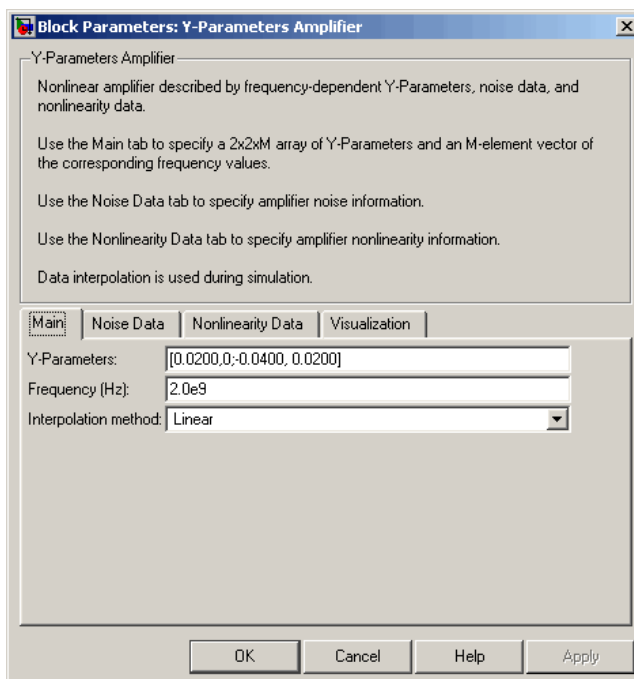 Block Parameters: Y-Parameters Amplifier
Y-Parameters Amplifier
Nonlinear amplifier described by frequency-dependent Y-Parameters, noise data, and
nonlinearity data.
Use the Main tab to specify a 2x2xM array of Y-Parameters and an M-element vector of
the corresponding frequency values.
Use the Noise Data tab to specify amplifier noise information.
Use the Nonlinearity Data tab to specify amplifier nonlinearity information.
Data interpolation is used during simulation.
Main Noise Data Nonlinearity Data Visualization
Y-Parameters: [0.0200,0;-0.0400, 0.0200]
Frequency (Hz): 2.0e9
Interpolation method: Linear
OK Cancel Help Apply